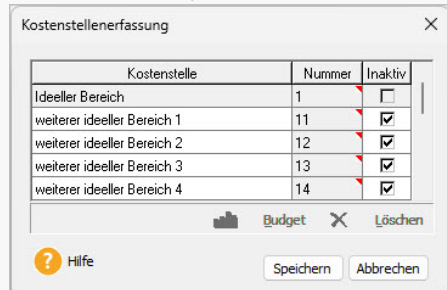 Kostenstellenerfassung
Kostenstelle Nummer Inaktiv
Ideeller Bereich 1
weiterer ideeller Bereich 1 11
weiterer ideeller Bereich 2 12
weiterer ideeller Bereich 3 13
weiterer ideeller Bereich 4 14
Budget Löschen
? Hilfe
Speichern Abbrechen